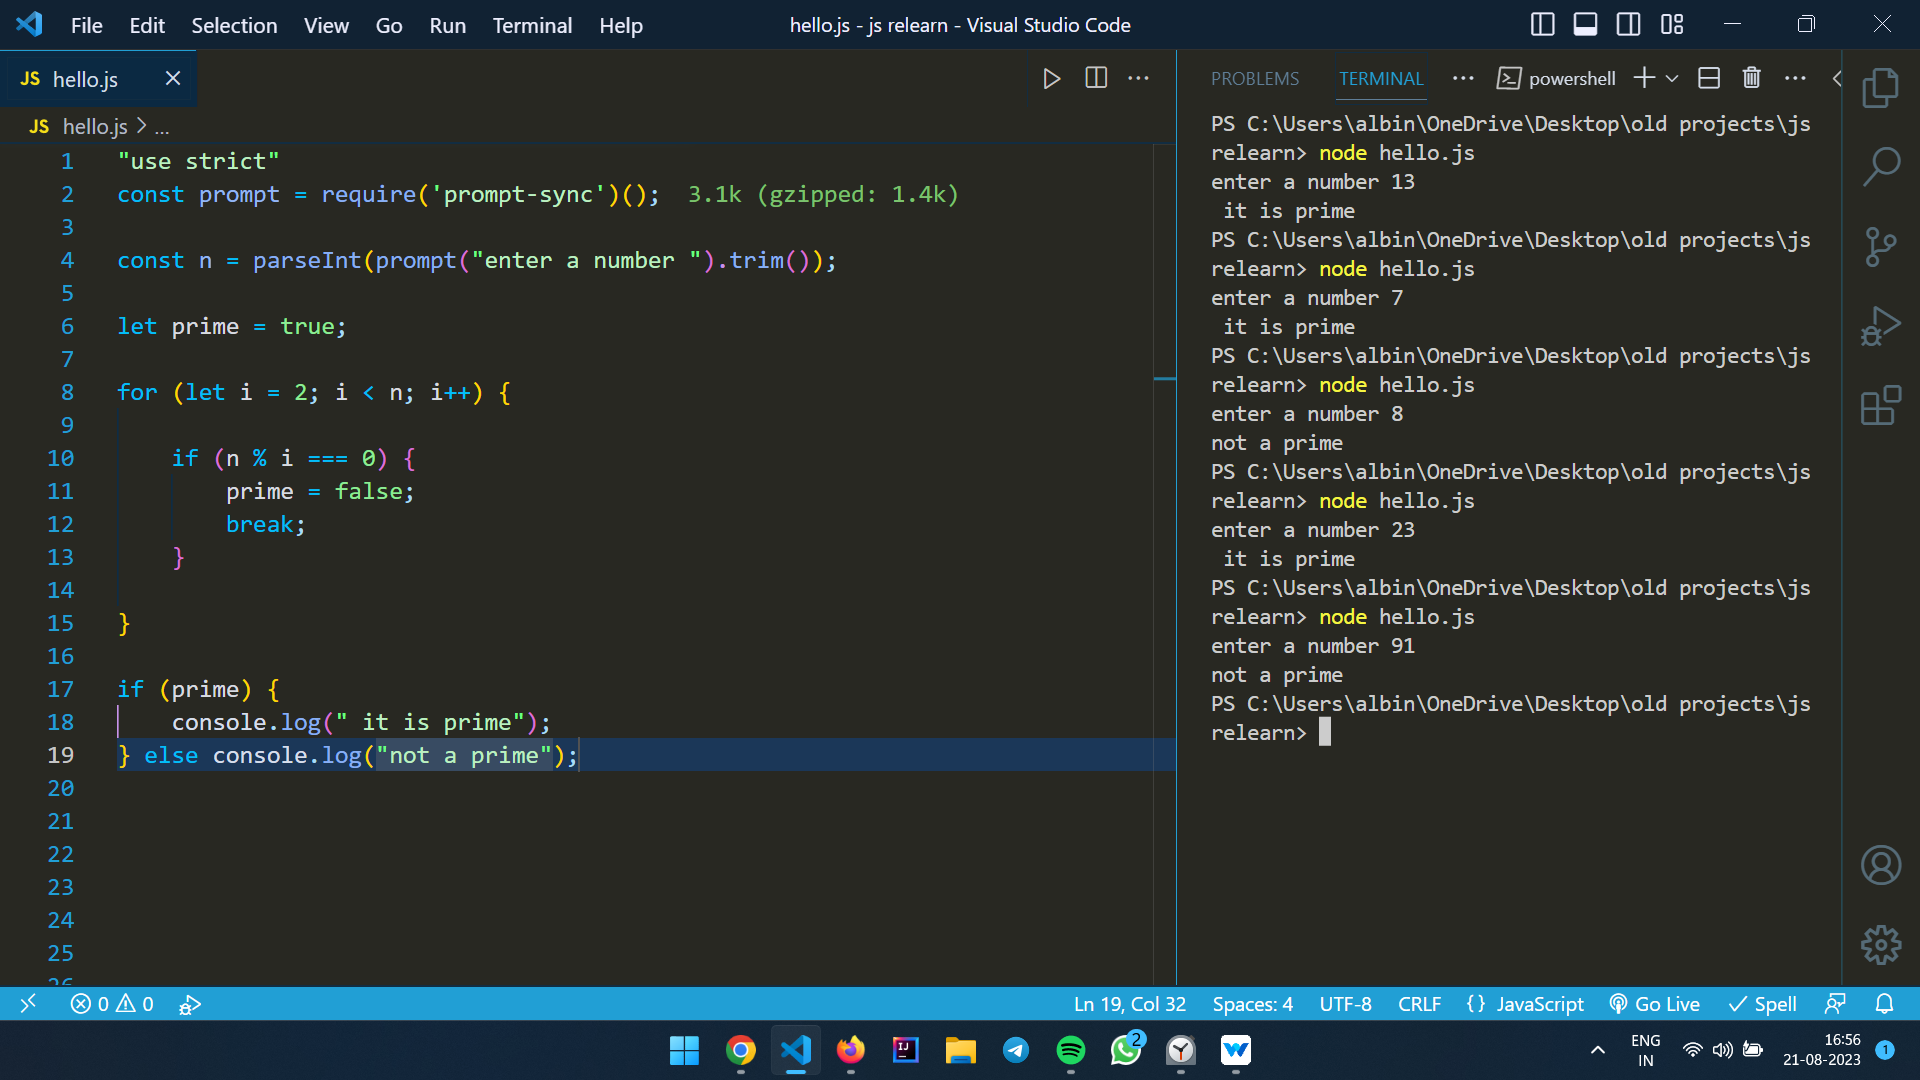 File Edit Selection View Go Run Terminal Help hello.js - js relearn - Visual Studio Code
JS hello.js
JS hello.js > ...
1 "use strict"
2 const prompt = require('prompt-sync')(); 3.1k (gzipped: 1.4k)
3
4 const n = parseInt(prompt("enter a number ").trim());
5
6 let prime = true;
7
8 for (let i = 2; i < n; i++) {
9
10 if (n % i === 0) {
11 prime = false;
12 break;
13 }
14
15 }
16
17 if (prime) {
18 console.log(" it is prime");
19 } else console.log("not a prime");
20
21
22
23
24
25
26
PROBLEMS TERMINAL ... powershell
PS C:\Users\albin\OneDrive\Desktop\old projects\js
relearn> node hello.js
enter a number 13
it is prime
PS C:\Users\albin\OneDrive\Desktop\old projects\js
relearn> node hello.js
enter a number 7
it is prime
PS C:\Users\albin\OneDrive\Desktop\old projects\js
relearn> node hello.js
enter a number 8
not a prime
PS C:\Users\albin\OneDrive\Desktop\old projects\js
relearn> node hello.js
enter a number 23
it is prime
PS C:\Users\albin\OneDrive\Desktop\old projects\js
relearn> node hello.js
enter a number 91
not a prime
PS C:\Users\albin\OneDrive\Desktop\old projects\js
relearn>
0 0 Ln 19, Col 32 Spaces: 4 UTF-8 CRLF {} JavaScript Go Live Spell
IJ 2 ENG 16:56
IN 21-08-2023 1